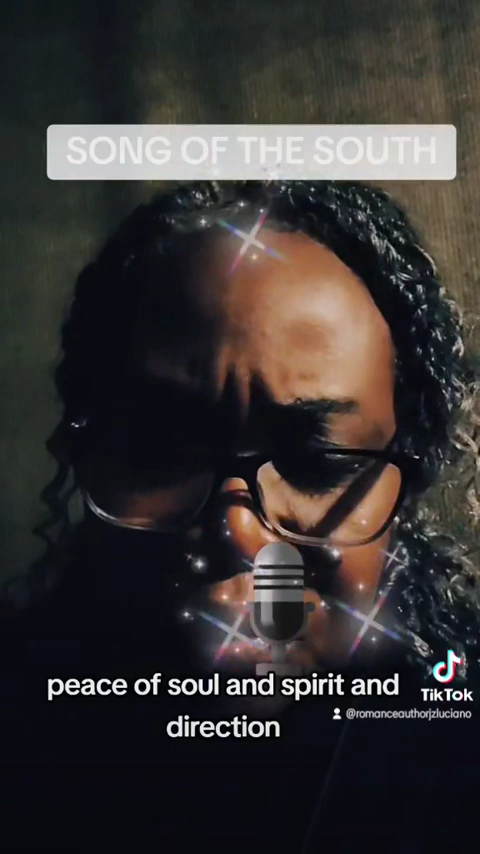 SONG OF THE SOUTH
peace of soul and spirit and
direction
TikTok
@romanceauthorjzluciano